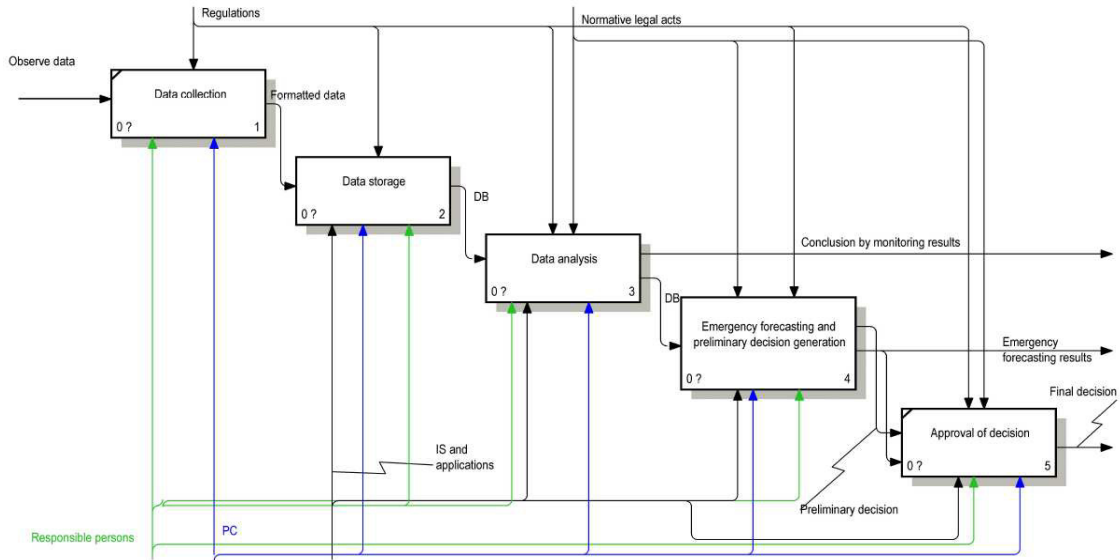 Regulations
Normative legal acts
Observe data
Data collection
0 ?
1
Formatted data
Data storage
0 ?
2
DB
Data analysis
0 ?
3
Conclusion by monitoring results
DB
Emergency forecasting and
preliminary decision generation
0 ?
4
Emergency
forecasting results
Final decision
Approval of decision
0 ?
5
IS and
applications
Preliminary decision
Responsible persons
PC